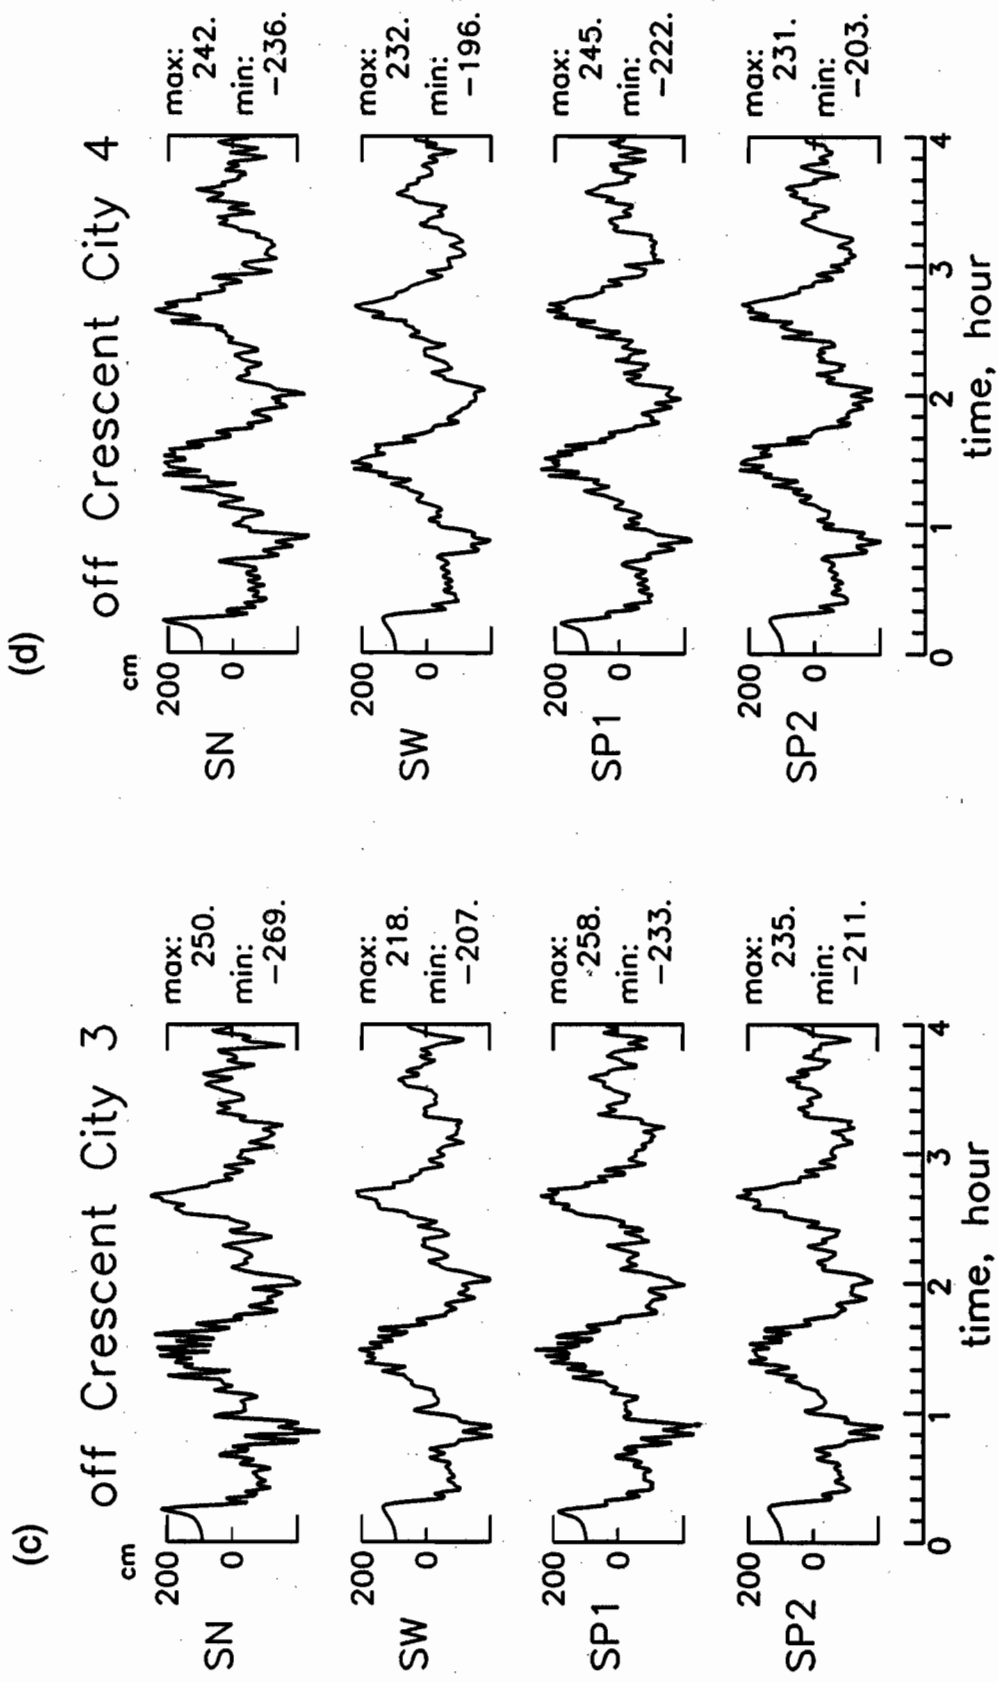 (c)
off Crescent City 3
cm
200
0
SN
max:
250.
min:
-269.
200
0
SW
max:
218.
min:
-207.
200
0
SP1
max:
258.
min:
-233.
200
0
SP2
max:
235.
min:
-211.
0 1 2 3 4
time, hour
(d)
off Crescent City 4
cm
200
0
SN
max:
242.
min:
-236.
200
0
SW
max:
232.
min:
-196.
200
0
SP1
max:
245.
min:
-222.
200
0
SP2
max:
231.
min:
-203.
0 1 2 3 4
time, hour